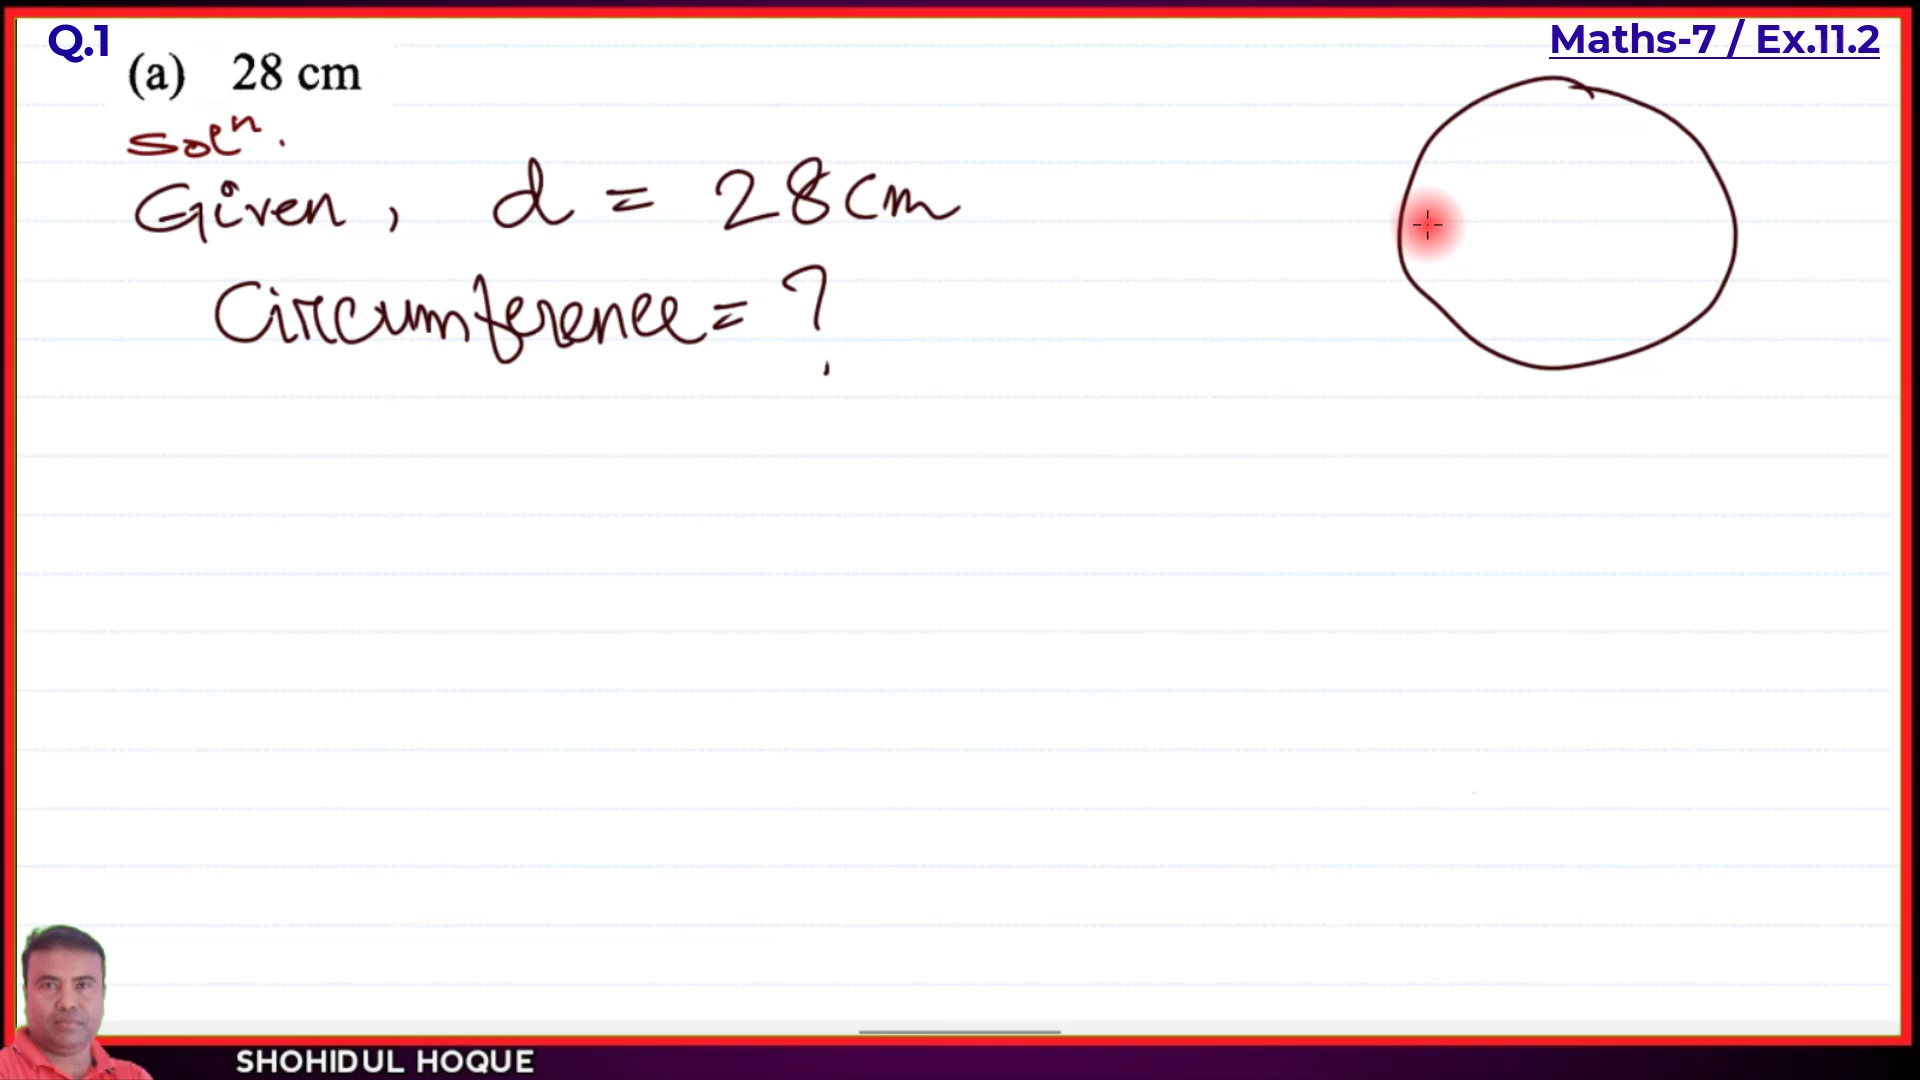 Q.1
Maths-7 / Ex.11.2
(a) 28 cm
Solⁿ.
Given, d = 28cm
Circumference = ?
SHOHIDUL HOQUE